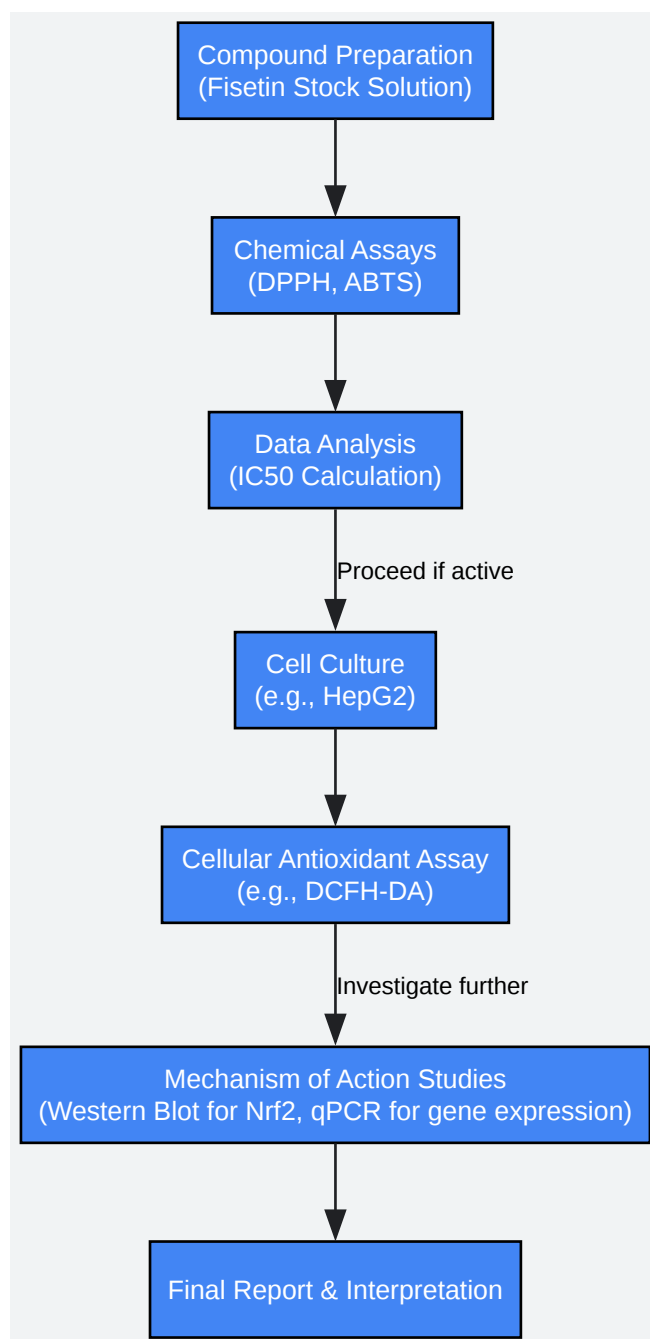 Compound Preparation
(Fisetin Stock Solution)
Chemical Assays
(DPPH, ABTS)
Data Analysis
(IC50 Calculation)
Proceed if active
Cell Culture
(e.g., HepG2)
Cellular Antioxidant Assay
(e.g., DCFH-DA)
Investigate further
Mechanism of Action Studies
(Western Blot for Nrf2, qPCR for gene expression)
Final Report & Interpretation